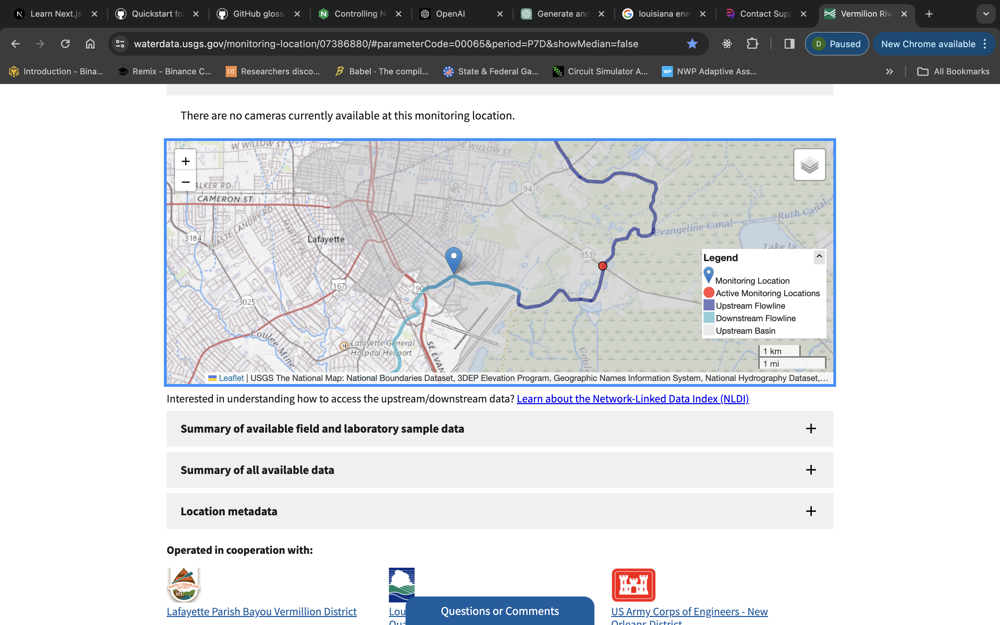 Learn Next.js
Quickstart fo
GitHub gloss
Controlling N
OpenAI
Generate and
louisiana ene
Contact Supp
Vermilion Riv
waterdata.usgs.gov/monitoring-location/07386880/#parameterCode=00065&period=P7D&showMedian=false
D Paused
New Chrome available
Introduction - Bina...
Remix - Binance C...
DT Researchers disco...
Babel · The compil...
State & Federal Ga...
Circuit Simulator A...
WP NWP Adaptive Ass...
All Bookmarks
There are no cameras currently available at this monitoring location.
+
−
W WILLOW ST
E WILLOW ST
ALKER RD
CAMERON ST
94
E PINHOOK RD
Ruth Canal
ERASTE LANDRY RD
MYRTLE PL
Evangeline Canal
3184
Lafayette
Lake la
353
167
90
3025
Coulee Mine
Lafayette General
Hospital Heliport
H
SE EVAN
Coule
Legend
Monitoring Location
Active Monitoring Locations
Upstream Flowline
Downstream Flowline
Upstream Basin
1 km
1 mi
Leaflet | USGS The National Map: National Boundaries Dataset, 3DEP Elevation Program, Geographic Names Information System, National Hydrography Dataset,...
Interested in understanding how to access the upstream/downstream data? Learn about the Network-Linked Data Index (NLDI)
Summary of available field and laboratory sample data +
Summary of all available data +
Location metadata +
Operated in cooperation with:
BAYOU VERMILION
DISTRICT
Lafayette Parish Bayou Vermillion District
Lou
Qua
US Army Corps of Engineers - New
Orleans District
Questions or Comments